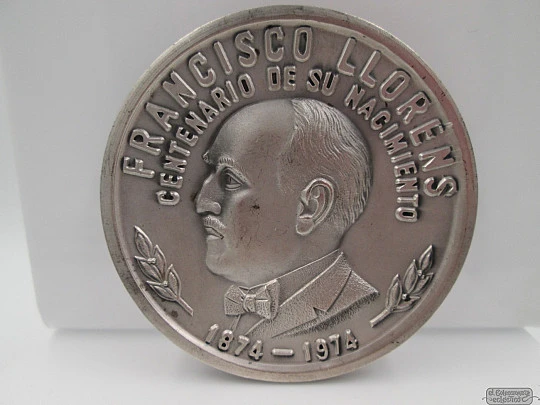 FRANCISCO LLORENS
CENTENARIO DE SU NACIMIENTO
1874 – 1974